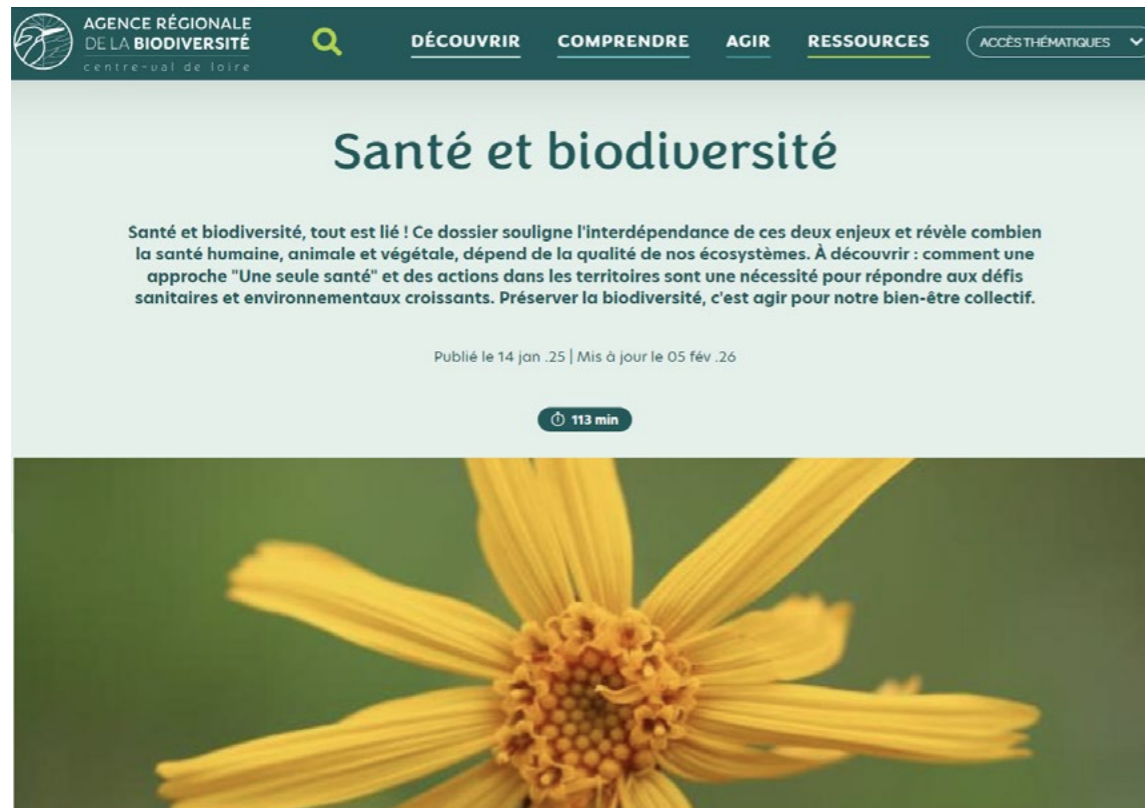 AGENCE RÉGIONALE
DE LA BIODIVERSITÉ
centre-val de loire
DÉCOUVRIR COMPRENDRE AGIR RESSOURCES ACCÈS THÉMATIQUES
Santé et biodiversité
Santé et biodiversité, tout est lié ! Ce dossier souligne l'interdépendance de ces deux enjeux et révèle combien
la santé humaine, animale et végétale, dépend de la qualité de nos écosystèmes. À découvrir : comment une
approche "Une seule santé" et des actions dans les territoires sont une nécessité pour répondre aux défis
sanitaires et environnementaux croissants. Préserver la biodiversité, c'est agir pour notre bien-être collectif.
Publié le 14 jan .25 | Mis à jour le 05 fév .26
113 min